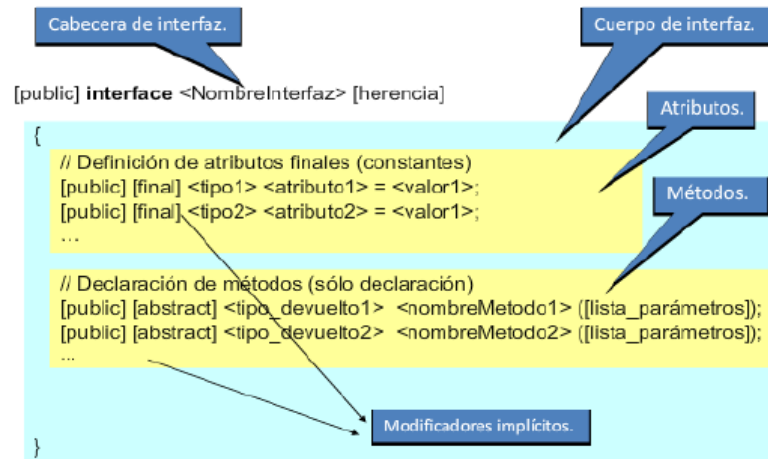 Cabecera de interfaz.
Cuerpo de interfaz.
[public] interface <NombreInterfaz> [herencia]
Atributos.
{
// Definición de atributos finales (constantes)
[public] [final] <tipo1> <atributo1> = <valor1>;
[public] [final] <tipo2> <atributo2> = <valor1>;
...
Métodos.
// Declaración de métodos (sólo declaración)
[public] [abstract] <tipo_devuelto1> <nombreMetodo1> ([lista_parámetros]);
[public] [abstract] <tipo_devuelto2> <nombreMetodo2> ([lista_parámetros]);
...
Modificadores implícitos.
}